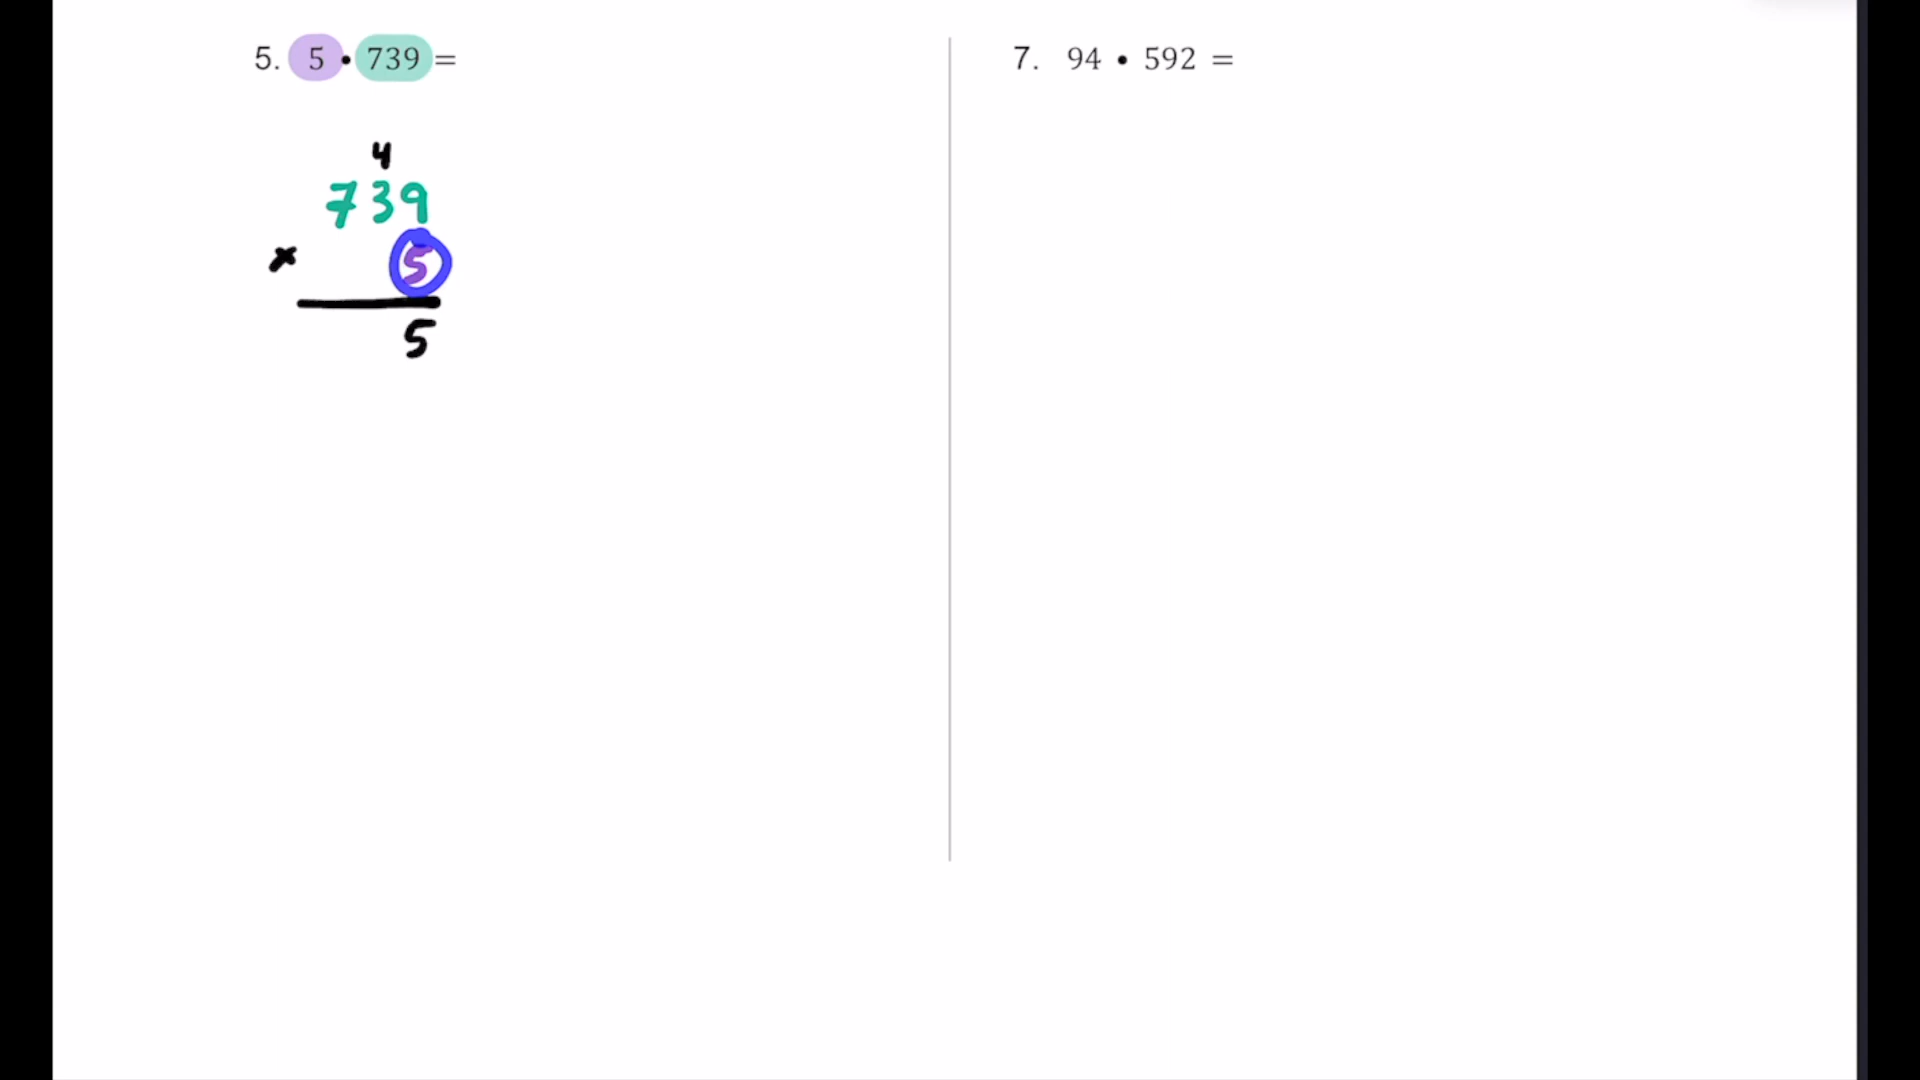 5. 5 • 739 =
4
739
x 5
5
7. 94 • 592 =